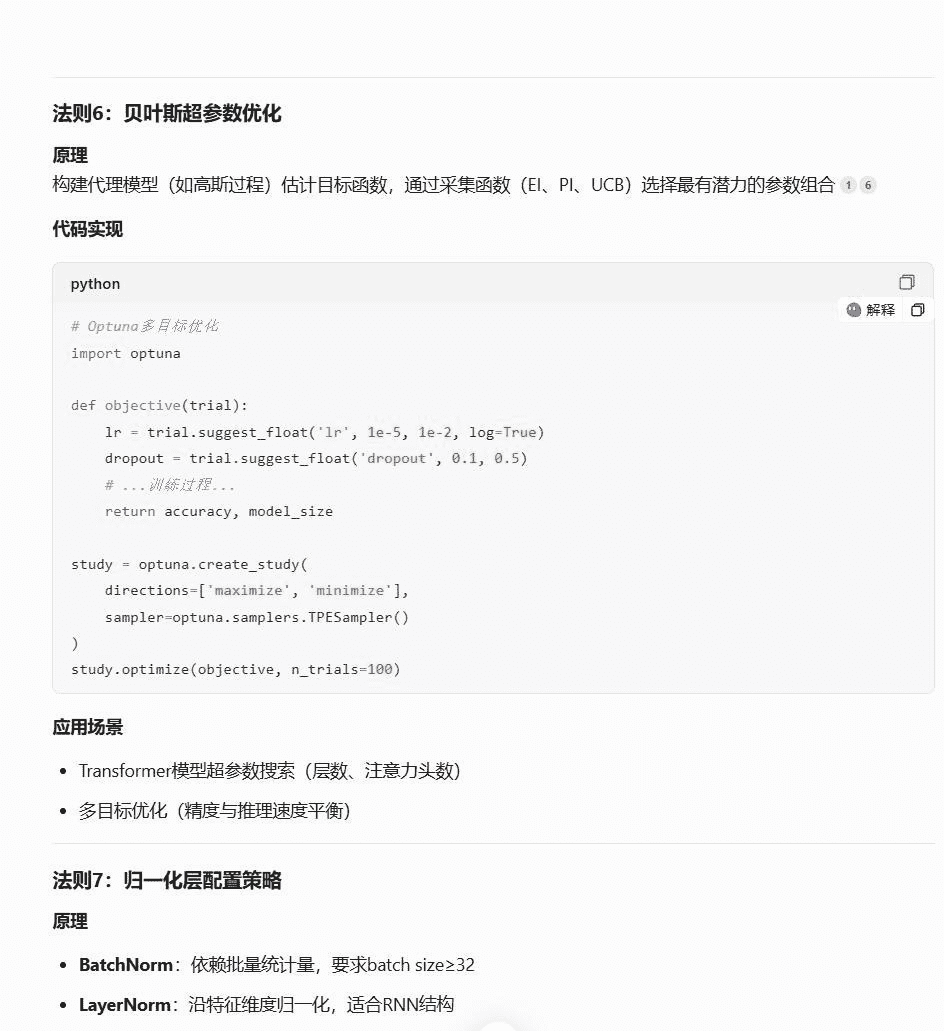 法则6：贝叶斯超参数优化
原理
构建代理模型（如高斯过程）估计目标函数，通过采集函数（EI、PI、UCB）选择最有潜力的参数组合 1 6
代码实现
python
解释
# Optuna多目标优化
import optuna
def objective(trial):
    lr = trial.suggest_float('lr', 1e-5, 1e-2, log=True)
    dropout = trial.suggest_float('dropout', 0.1, 0.5)
    # ...训练过程...
    return accuracy, model_size
study = optuna.create_study(
    directions=['maximize', 'minimize'],
    sampler=optuna.samplers.TPESampler()
)
study.optimize(objective, n_trials=100)
应用场景
• Transformer模型超参数搜索（层数、注意力头数）
• 多目标优化（精度与推理速度平衡）
法则7：归一化层配置策略
原理
• BatchNorm：依赖批量统计量，要求batch size≥32
• LayerNorm：沿特征维度归一化，适合RNN结构